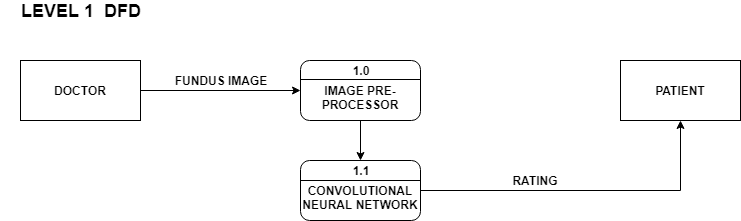 LEVEL 1 DFD
DOCTOR
FUNDUS IMAGE
1.0
IMAGE PRE-
PROCESSOR
PATIENT
1.1
CONVOLUTIONAL
NEURAL NETWORK
RATING